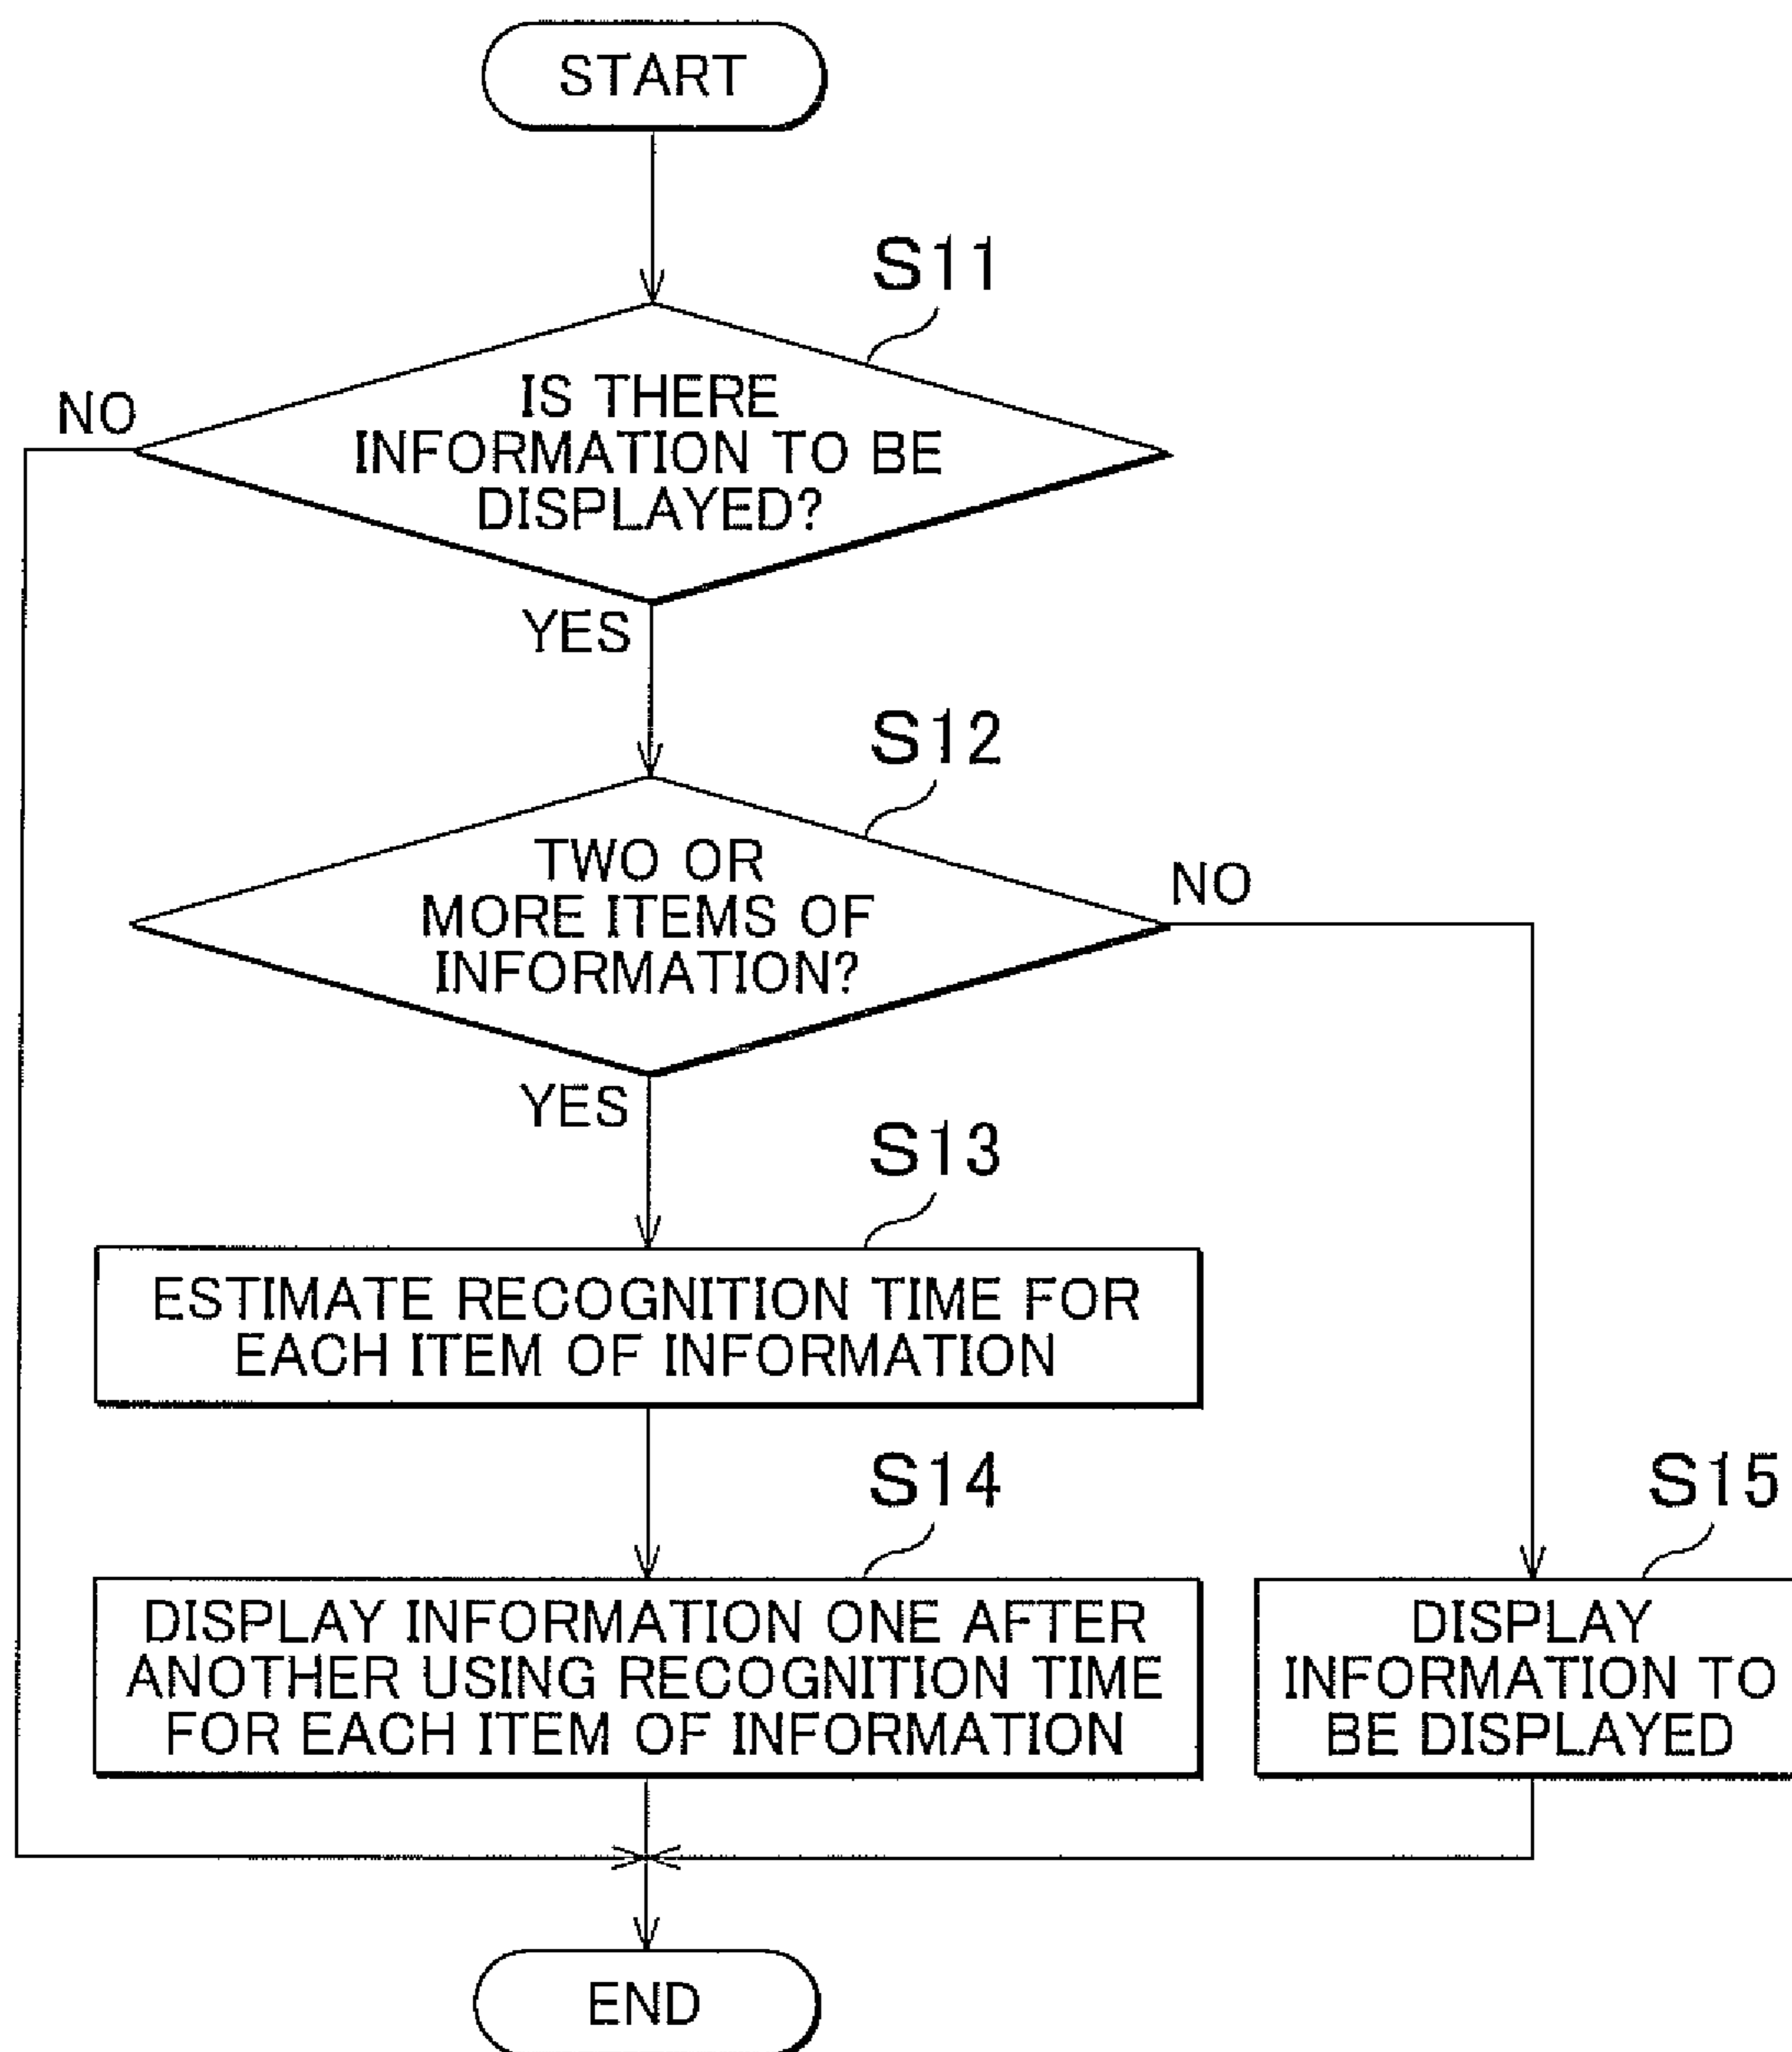 START
S11
IS THERE
INFORMATION TO BE
DISPLAYED?
NO
YES
S12
TWO OR
MORE ITEMS OF
INFORMATION?
NO
YES
S13
ESTIMATE RECOGNITION TIME FOR
EACH ITEM OF INFORMATION
S14
DISPLAY INFORMATION ONE AFTER
ANOTHER USING RECOGNITION TIME
FOR EACH ITEM OF INFORMATION
S15
DISPLAY
INFORMATION TO
BE DISPLAYED
END